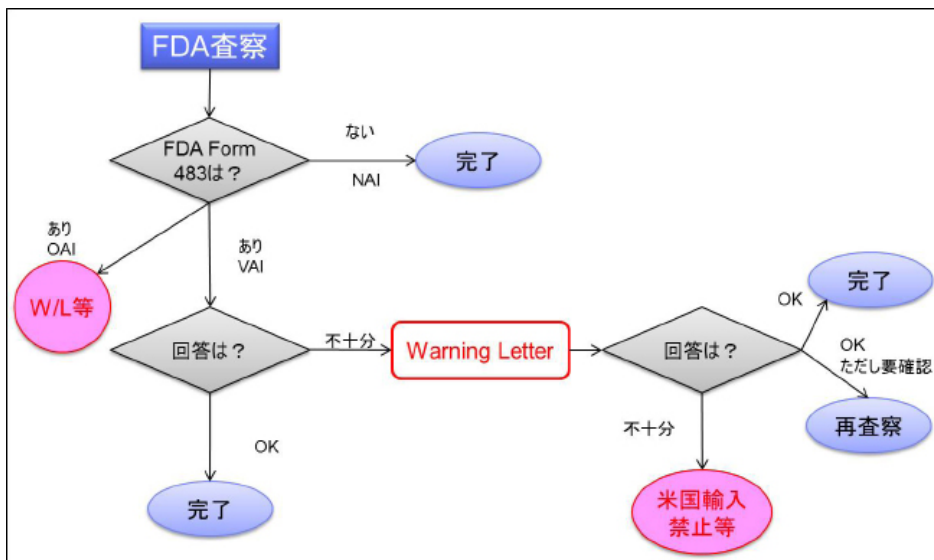 FDA査察
FDA Form
483は？
ない
NAI
完了
あり
OAI
あり
VAI
W/L等
回答は？
不十分
Warning Letter
回答は？
OK
完了
OK
ただし要確認
再査察
不十分
米国輸入
禁止等
OK
完了